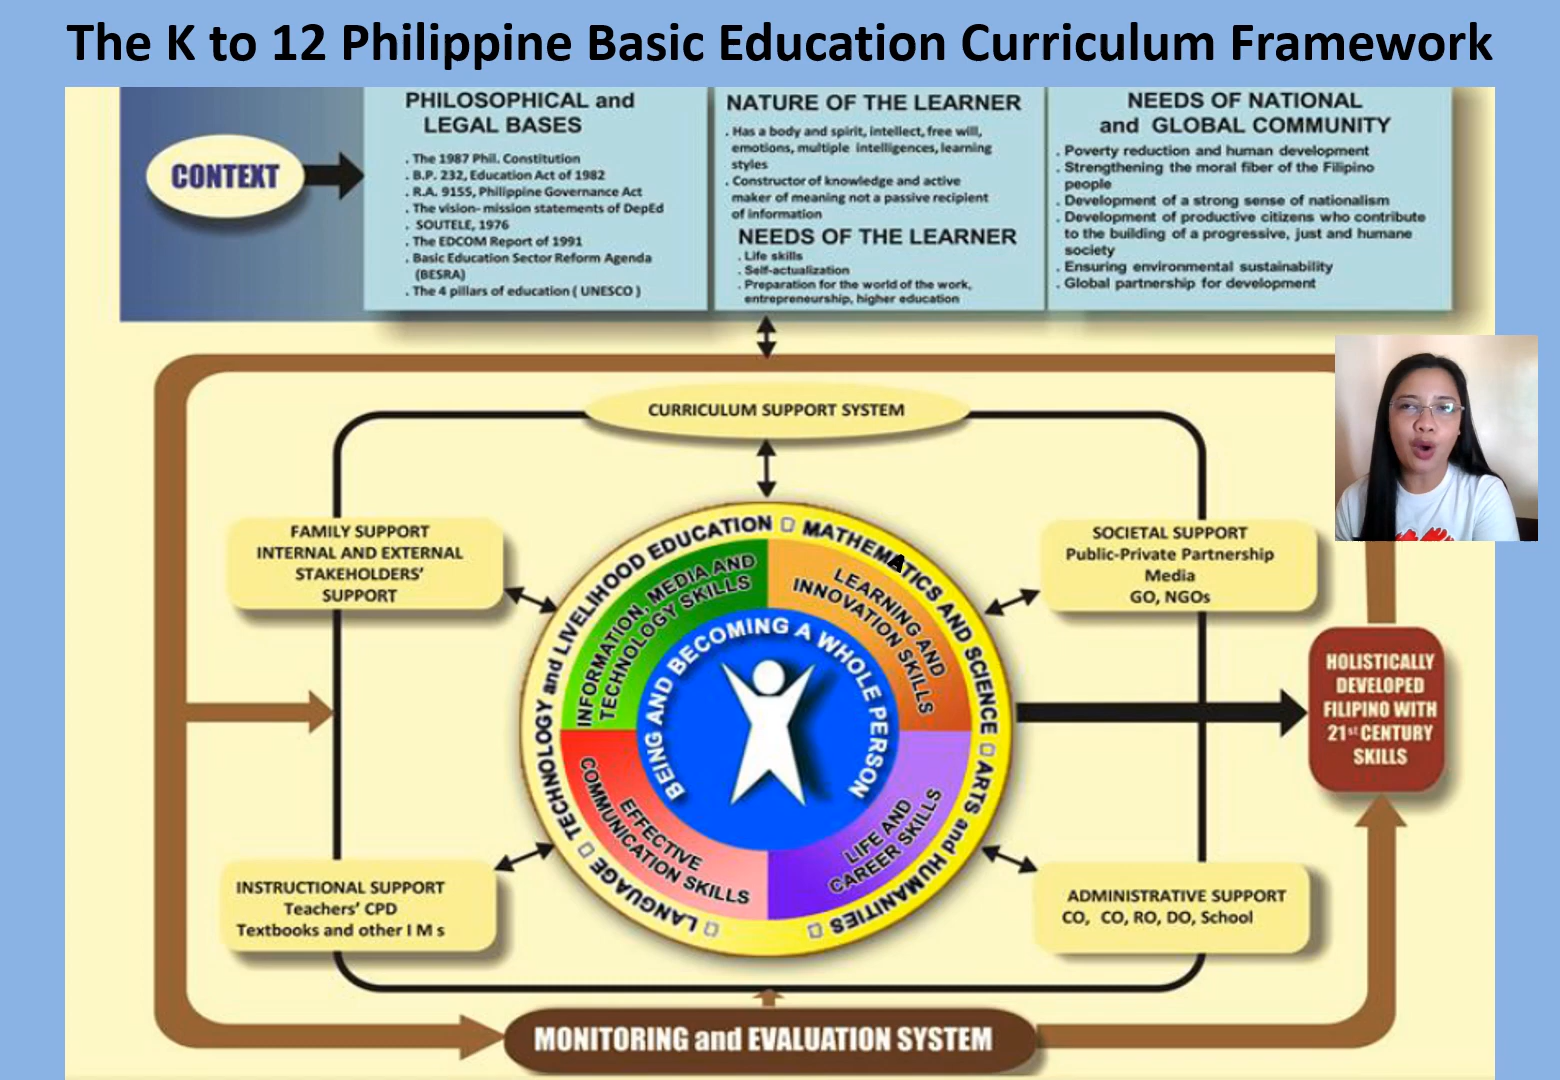 The K to 12 Philippine Basic Education Curriculum Framework
CONTEXT
PHILOSOPHICAL and
LEGAL BASES
. The 1987 Phil. Constitution
. B.P. 232, Education Act of 1982
. R.A. 9155, Philippine Governance Act
. The vision- mission statements of DepEd
. SOUTELE, 1976
. The EDCOM Report of 1991
. Basic Education Sector Reform Agenda
(BESRA)
. The 4 pillars of education ( UNESCO )
NATURE OF THE LEARNER
. Has a body and spirit, intellect, free will,
emotions, multiple intelligences, learning
styles
. Constructor of knowledge and active
maker of meaning not a passive recipient
of information
NEEDS OF THE LEARNER
. Life skills
. Self-actualization
. Preparation for the world of the work,
entrepreneurship, higher education
NEEDS OF NATIONAL
and GLOBAL COMMUNITY
. Poverty reduction and human development
. Strengthening the moral fiber of the Filipino
people
. Development of a strong sense of nationalism
. Development of productive citizens who contribute
to the building of a progressive, just and humane
society
. Ensuring environmental sustainability
. Global partnership for development
CURRICULUM SUPPORT SYSTEM
FAMILY SUPPORT
INTERNAL AND EXTERNAL
STAKEHOLDERS'
SUPPORT
SOCIETAL SUPPORT
Public-Private Partnership
Media
GO, NGOs
TECHNOLOGY and LIVELIHOOD EDUCATION
MATHEMATICS AND SCIENCE
ARTS and HUMANITIES
LANGUAGE
INFORMATION, MEDIA AND
TECHNOLOGY SKILLS
LEARNING AND
INNOVATION SKILLS
BEING AND BECOMING A WHOLE PERSON
EFFECTIVE
COMMUNICATION SKILLS
LIFE AND
CAREER SKILLS
HOLISTICALLY
DEVELOPED
FILIPINO WITH
21st CENTURY
SKILLS
INSTRUCTIONAL SUPPORT
Teachers' CPD
Textbooks and other I M s
ADMINISTRATIVE SUPPORT
CO, CO, RO, DO, School
MONITORING and EVALUATION SYSTEM